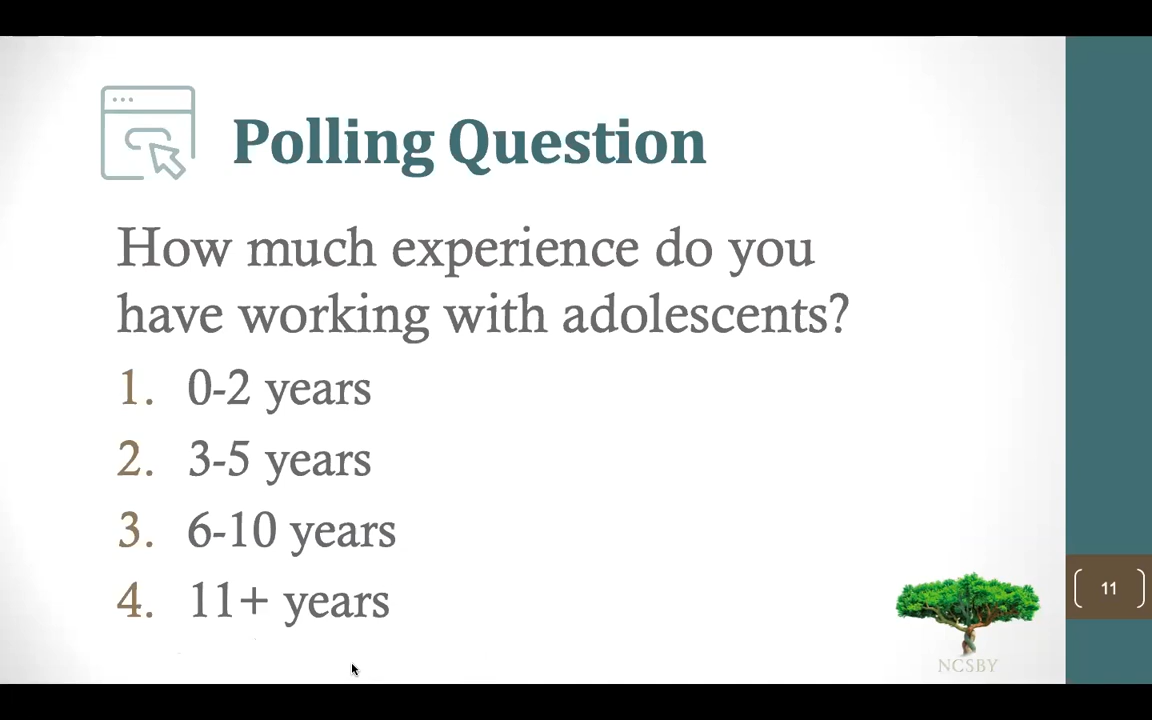 Polling Question
How much experience do you
have working with adolescents?
1. 0-2 years
2. 3-5 years
3. 6-10 years
4. 11+ years
11
NCSBY